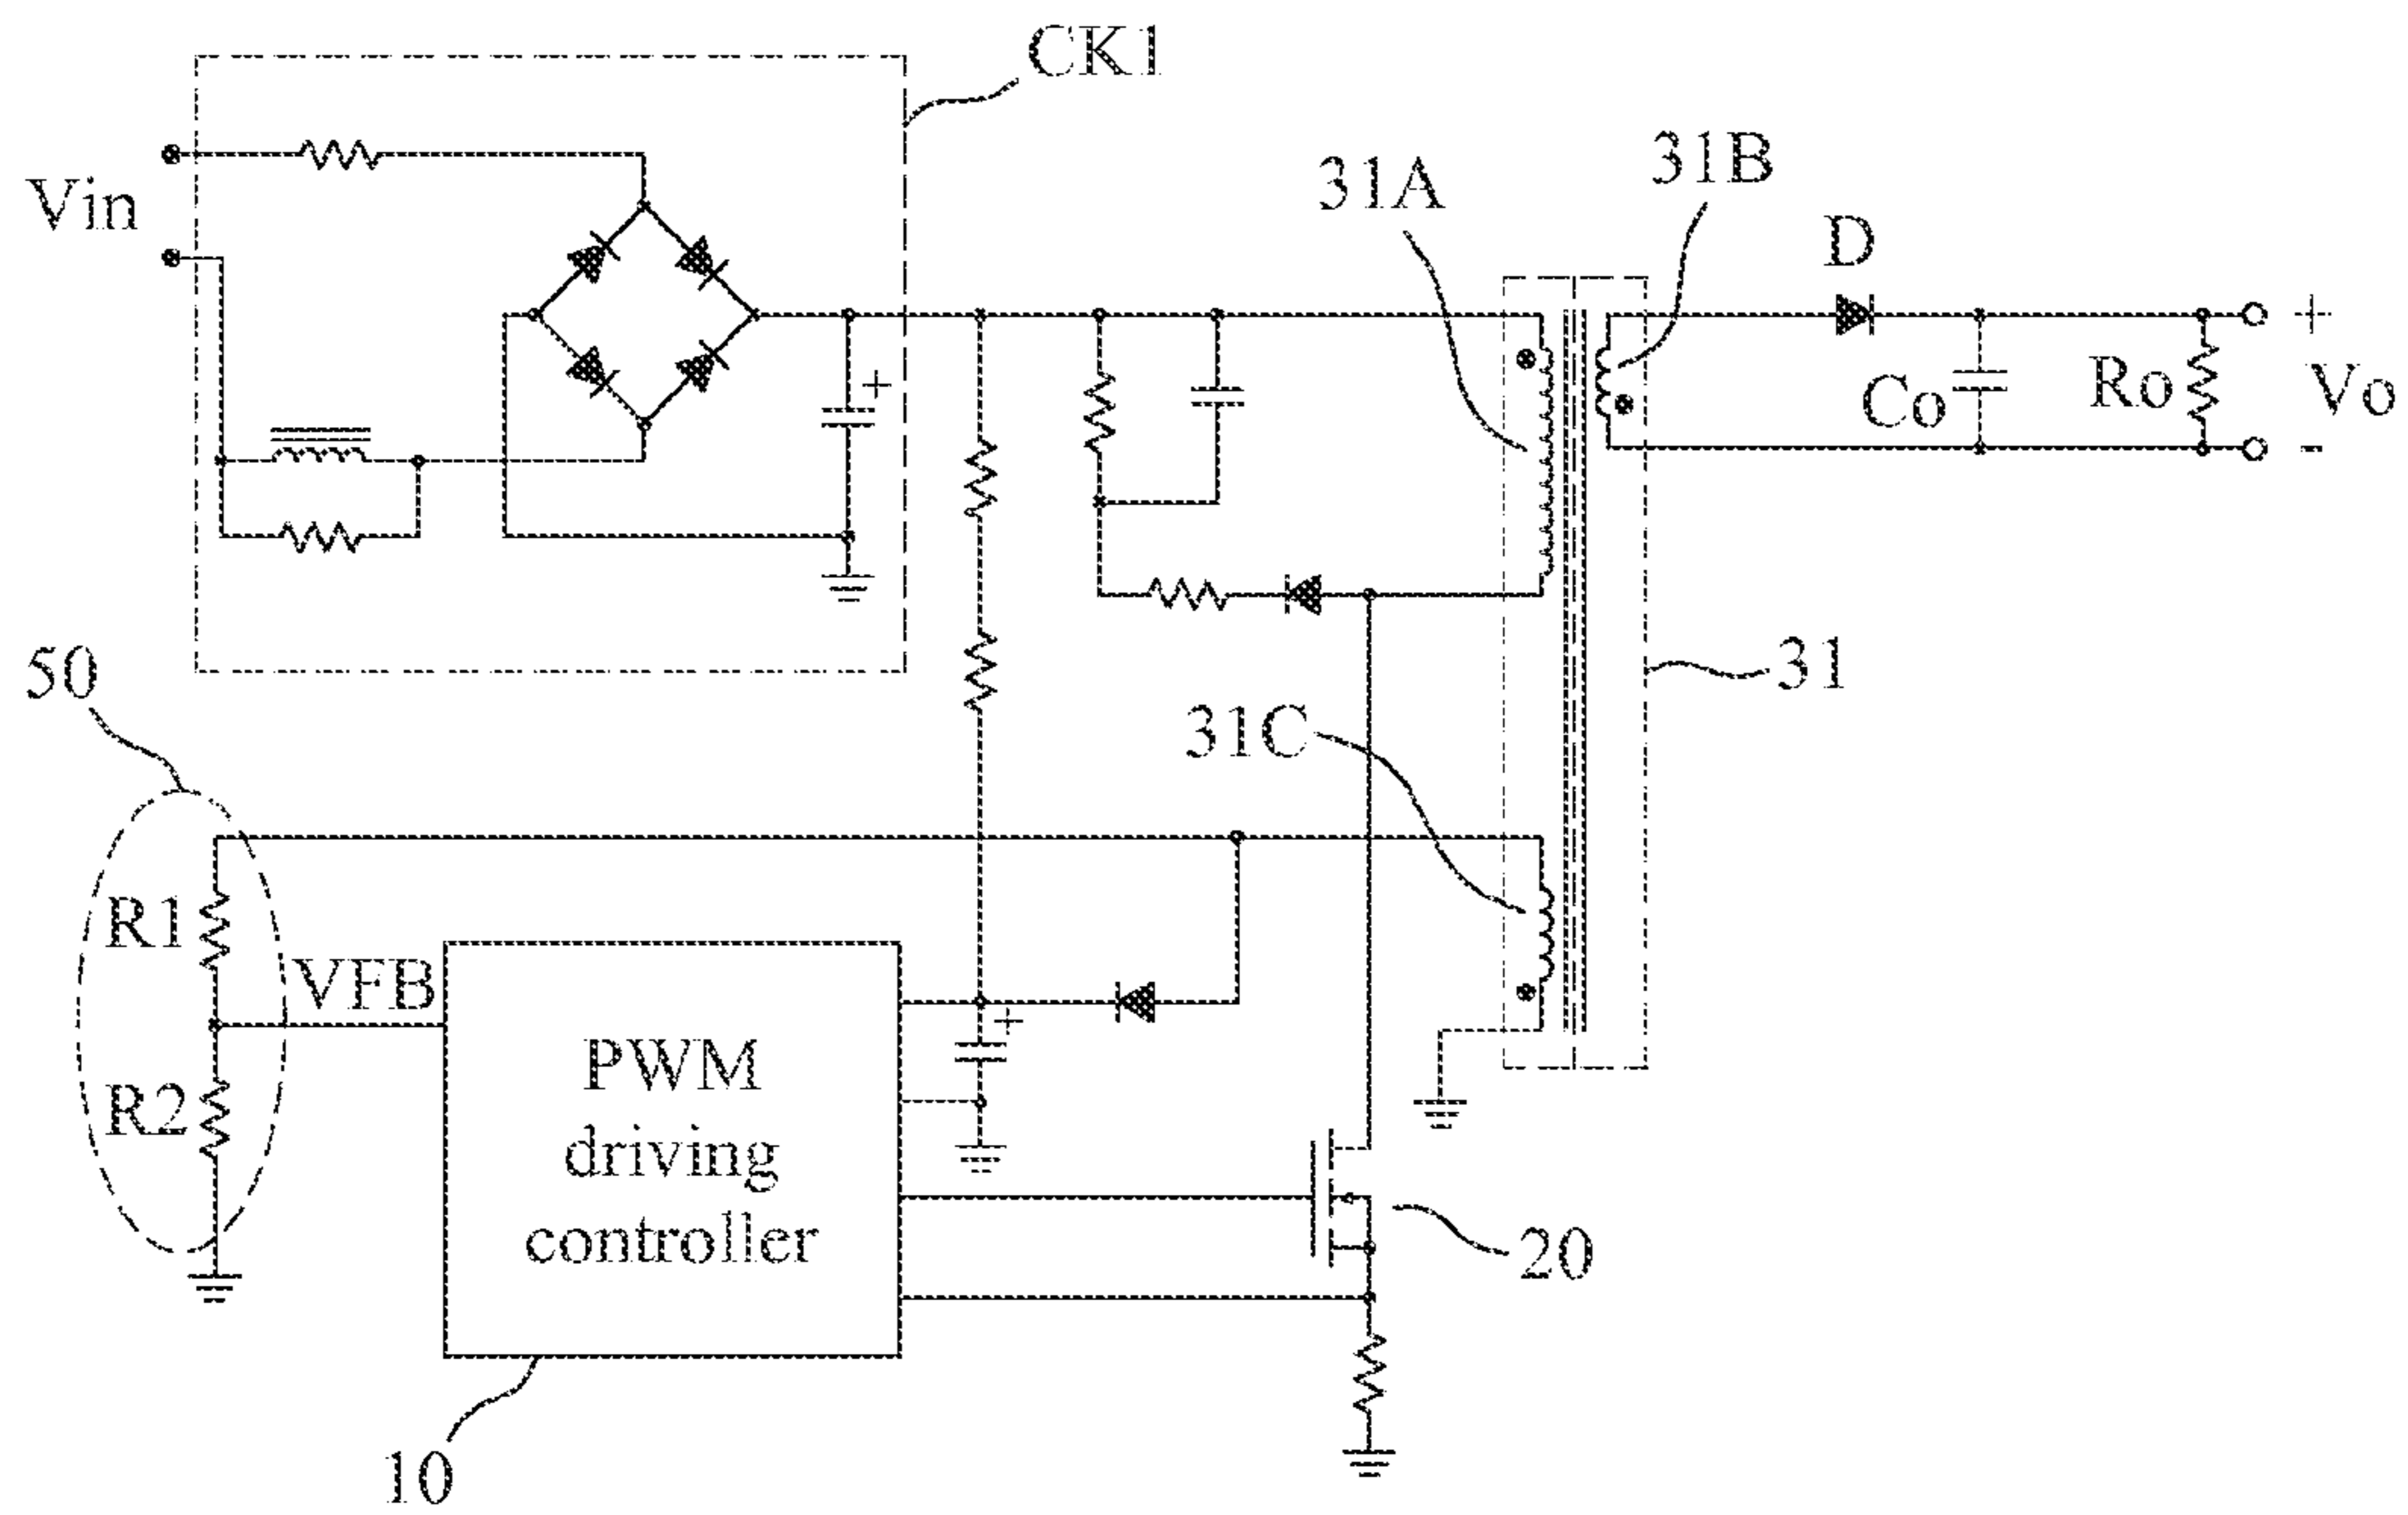 CK1
Vin
31A
31B
D
+
+
Co
Ro
Vo
-
50
31
31C
R1
VFB
+
R2
PWM
driving
controller
20
10